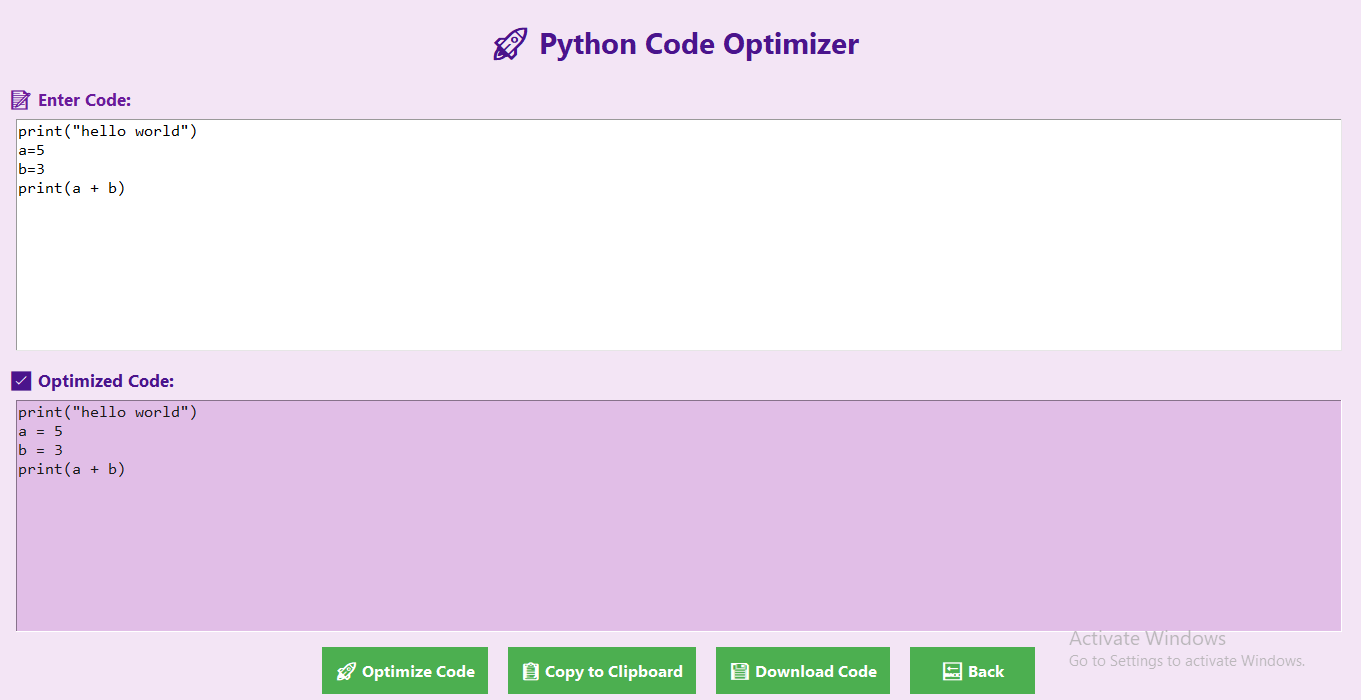 Python Code Optimizer
Enter Code:
print("hello world")
a=5
b=3
print(a + b)
Optimized Code:
print("hello world")
a = 5
b = 3
print(a + b)
Activate Windows
Go to Settings to activate Windows.
Optimize Code
Copy to Clipboard
Download Code
Back